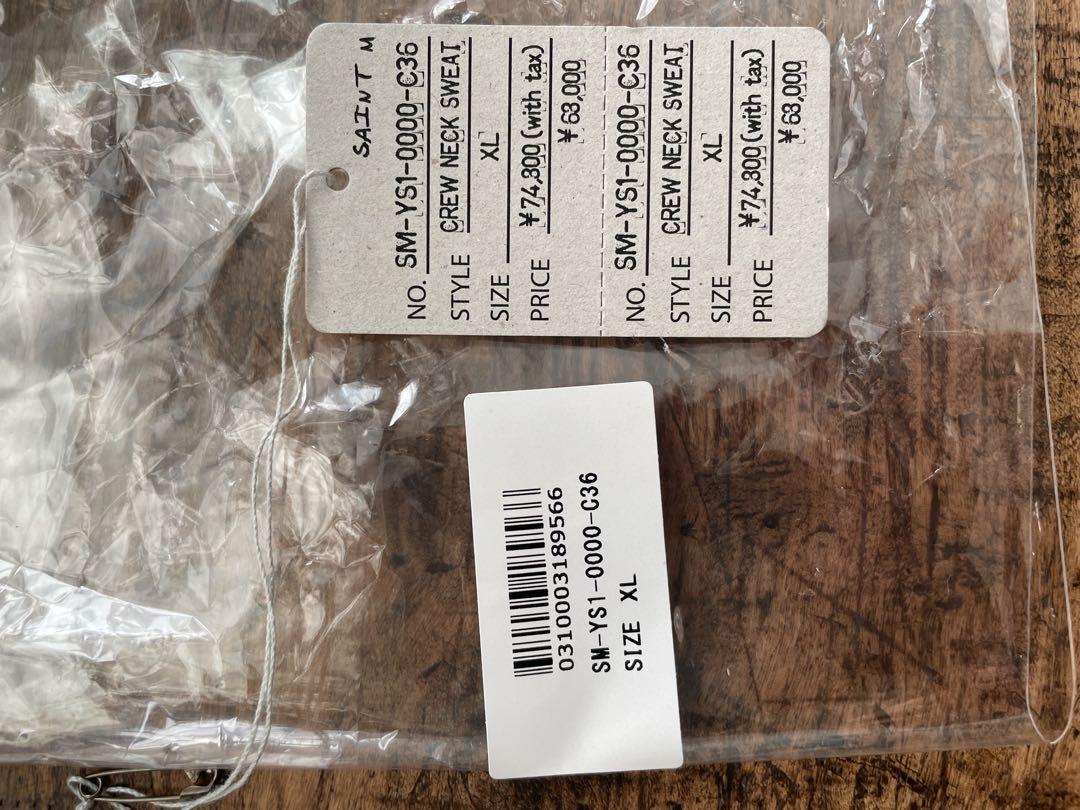 SAINT M
NO. SM-YS1-0000-C36
STYLE CREW NECK SWEAT
SIZE XL
PRICE ¥74,800(with tax)
¥68,000
NO. SM-YS1-0000-C36
STYLE CREW NECK SWEAT
SIZE XL
PRICE ¥74,800(with tax)
¥68,000
0310003189566
SM-YS1-0000-C36
SIZE XL